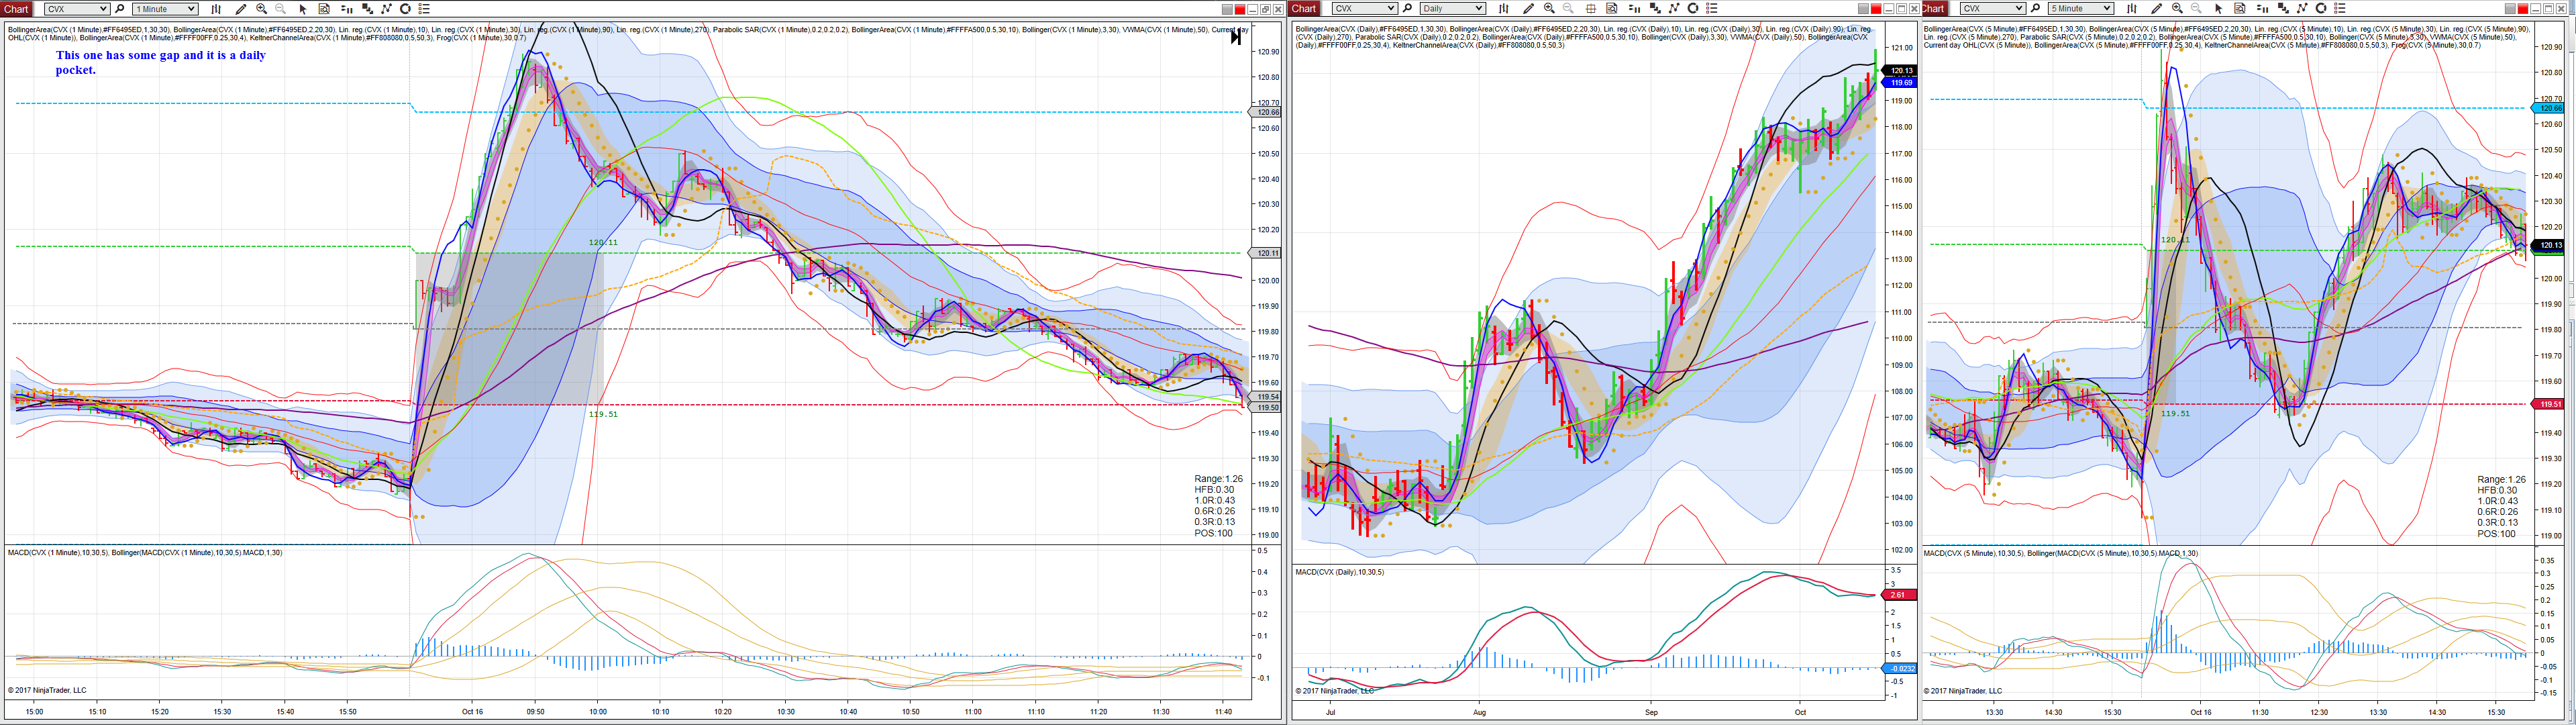 Chart CVX 1 Minute
BollingerArea(CVX (1 Minute),#FF6495ED,1,30,30), BollingerArea(CVX (1 Minute),#FF6495ED,2,20,30), Lin. reg.(CVX (1 Minute),10), Lin. reg.(CVX (1 Minute),30), Lin. reg.(CVX (1 Minute),90), Lin. reg.(CVX (1 Minute),270), Parabolic SAR(CVX (1 Minute),0.2,0.2,0.2), BollingerArea(CVX (1 Minute),#FFFFA500,0.5,30,10), Bollinger(CVX (1 Minute),3,30), VWMA(CVX (1 Minute),50), Current day
OHL(CVX (1 Minute)), BollingerArea(CVX (1 Minute),#FFFF00FF,0.25,30,4), KeltnerChannelArea(CVX (1 Minute),#FF808080,0.5,50,3), Frog(CVX (1 Minute),30,0.7)
This one has some gap and it is a daily
pocket.
120.90
120.80
120.70
120.66
120.60
120.50
120.40
120.30
120.20
120.11
120.11
120.00
119.90
119.80
119.70
119.60
119.54
119.50
119.51
119.40
119.30
119.20
119.10
119.00
Range:1.26
HFB:0.30
1.0R:0.43
0.6R:0.26
0.3R:0.13
POS:100
MACD(CVX (1 Minute),10,30,5), Bollinger(MACD(CVX (1 Minute),10,30,5).MACD,1,30)
0.5
0.4
0.3
0.2
0.1
0
-0.1
© 2017 NinjaTrader, LLC
15:00 15:10 15:20 15:30 15:40 15:50 Oct 16 09:50 10:00 10:10 10:20 10:30 10:40 10:50 11:00 11:10 11:20 11:30 11:40
Chart CVX Daily
BollingerArea(CVX (Daily),#FF6495ED,1,30,30), BollingerArea(CVX (Daily),#FF6495ED,2,20,30), Lin. reg.(CVX (Daily),10), Lin. reg.(CVX (Daily),30), Lin. reg.(CVX (Daily),90), Lin. reg.
(CVX (Daily),270), Parabolic SAR(CVX (Daily),0.2,0.2,0.2), BollingerArea(CVX (Daily),#FFFFA500,0.5,30,10), Bollinger(CVX (Daily),3,30), VWMA(CVX (Daily),50), BollingerArea(CVX
(Daily),#FFFF00FF,0.25,30,4), KeltnerChannelArea(CVX (Daily),#FF808080,0.5,50,3)
121.00
120.13
119.69
119.00
118.00
117.00
116.00
115.00
114.00
113.00
112.00
111.00
110.00
109.00
108.00
107.00
106.00
105.00
104.00
103.00
102.00
MACD(CVX (Daily),10,30,5)
3.5
3
2.61
2
1.5
1
0.5
-0.0232
-0.5
-1
© 2017 NinjaTrader, LLC
Jul Aug Sep Oct
Chart CVX 5 Minute
BollingerArea(CVX (5 Minute),#FF6495ED,1,30,30), BollingerArea(CVX (5 Minute),#FF6495ED,2,20,30), Lin. reg.(CVX (5 Minute),10), Lin. reg.(CVX (5 Minute),30), Lin. reg.(CVX (5 Minute),90),
Lin. reg.(CVX (5 Minute),270), Parabolic SAR(CVX (5 Minute),0.2,0.2,0.2), BollingerArea(CVX (5 Minute),#FFFFA500,0.5,30,10), Bollinger(CVX (5 Minute),3,30), VWMA(CVX (5 Minute),50),
Current day OHL(CVX (5 Minute)), BollingerArea(CVX (5 Minute),#FFFF00FF,0.25,30,4), KeltnerChannelArea(CVX (5 Minute),#FF808080,0.5,50,3), Frog(CVX (5 Minute),30,0.7)
120.90
120.80
120.70
120.66
120.60
120.50
120.40
120.30
120.20
120.13
120.11
120.00
119.90
119.80
119.70
119.60
119.51
119.51
119.40
119.30
119.20
119.10
119.00
Range:1.26
HFB:0.30
1.0R:0.43
0.6R:0.26
0.3R:0.13
POS:100
MACD(CVX (5 Minute),10,30,5), Bollinger(MACD(CVX (5 Minute),10,30,5).MACD,1,30)
0.35
0.3
0.25
0.2
0.15
0.1
0.05
0
-0.05
-0.1
-0.15
© 2017 NinjaTrader, LLC
13:30 14:30 15:30 Oct 16 11:30 12:30 13:30 14:30 15:30